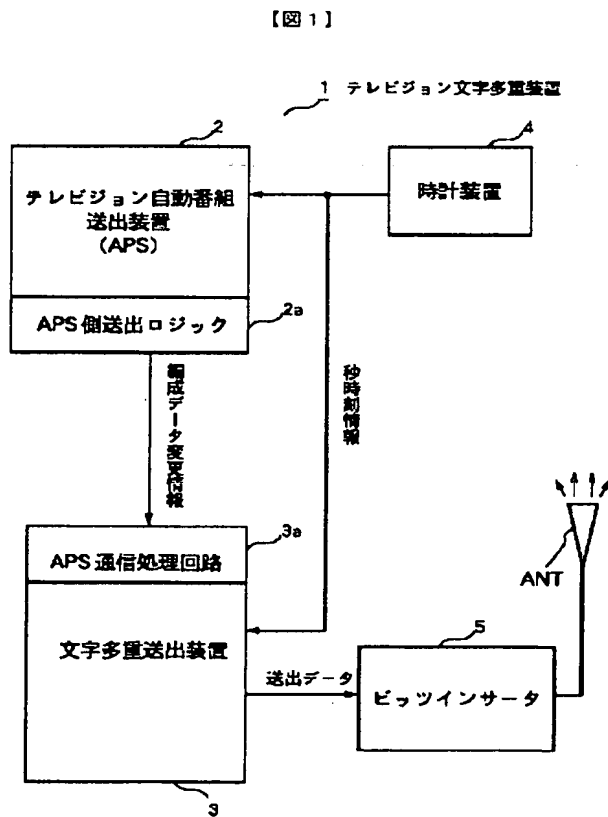 【図1】
1 テレビジョン文字多重装置
2
テレビジョン自動番組
送出装置
(APS)
4
時計装置
APS側送出ロジック
2a
編成データ変更情報
秒時刻情報
3a
APS通信処理回路
文字多重送出装置
3
送出データ
5
ビッツインサータ
ANT